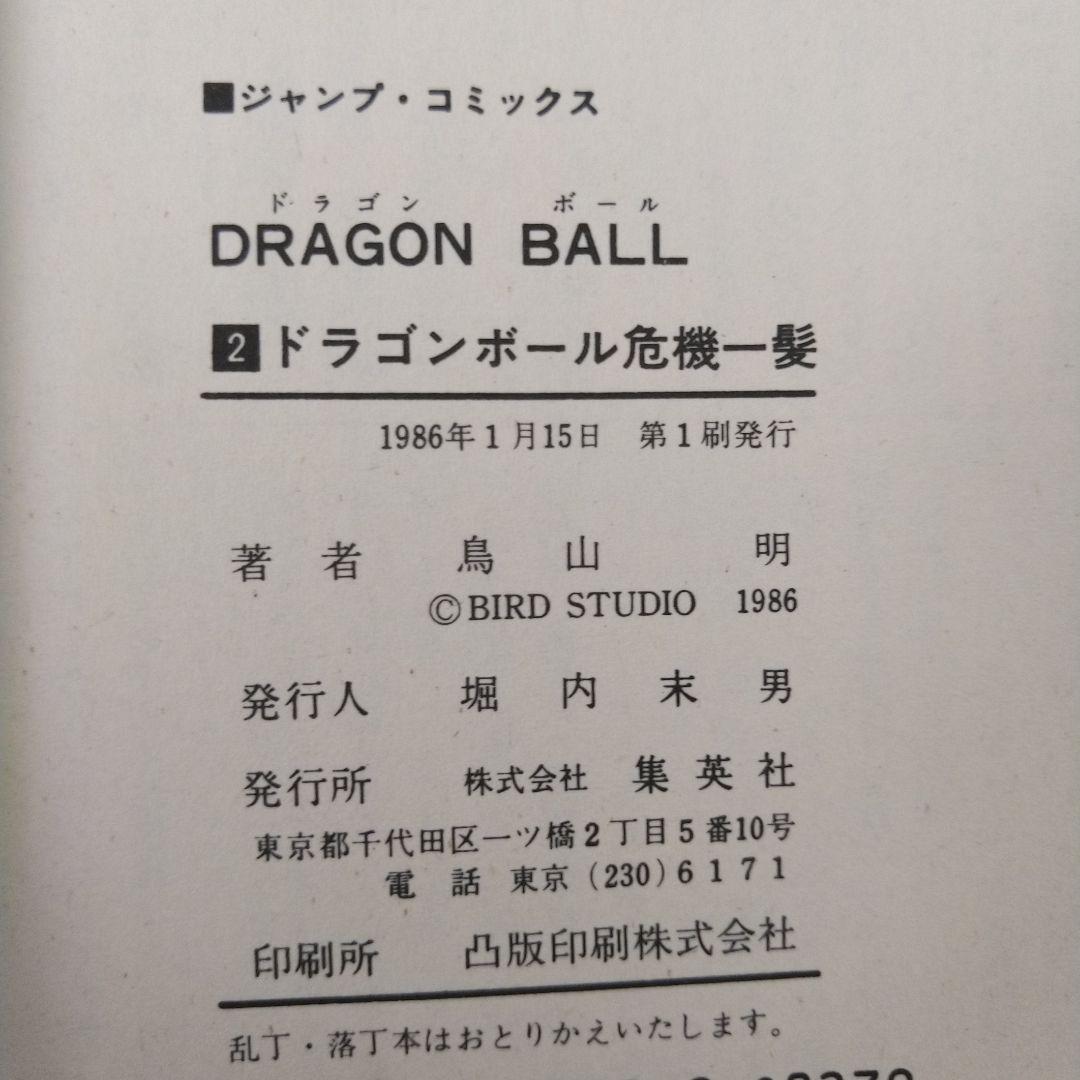 ■ジャンプ・コミックス
ドラゴン ボール
DRAGON BALL
2 ドラゴンボール危機一髪
1986年1月15日 第1刷発行
著者 鳥山 明
©BIRD STUDIO 1986
発行人 堀内末男
発行所 株式会社 集英社
東京都千代田区一ツ橋2丁目5番10号
電話 東京(230)6171
印刷所 凸版印刷株式会社
乱丁・落丁本はおとりかえいたします。